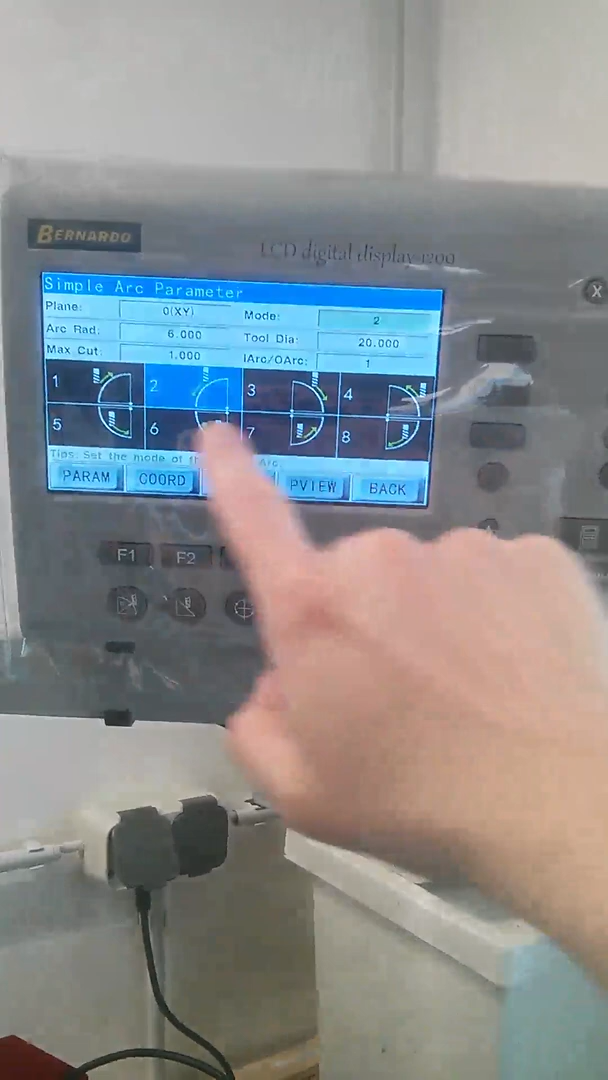 BERNARDO
LCD digital display 1200
X
Simple Arc Parameter
Plane: 0(XY) Mode: 2
Arc Rad: 6.000 Tool Dia: 20.000
Max Cut: 1.000 IArc/OArc: 1
1 2 3 4
5 6 7 8
Tips: Set the mode of Arc.
PARAM COORD PVIEW BACK
F1 F2